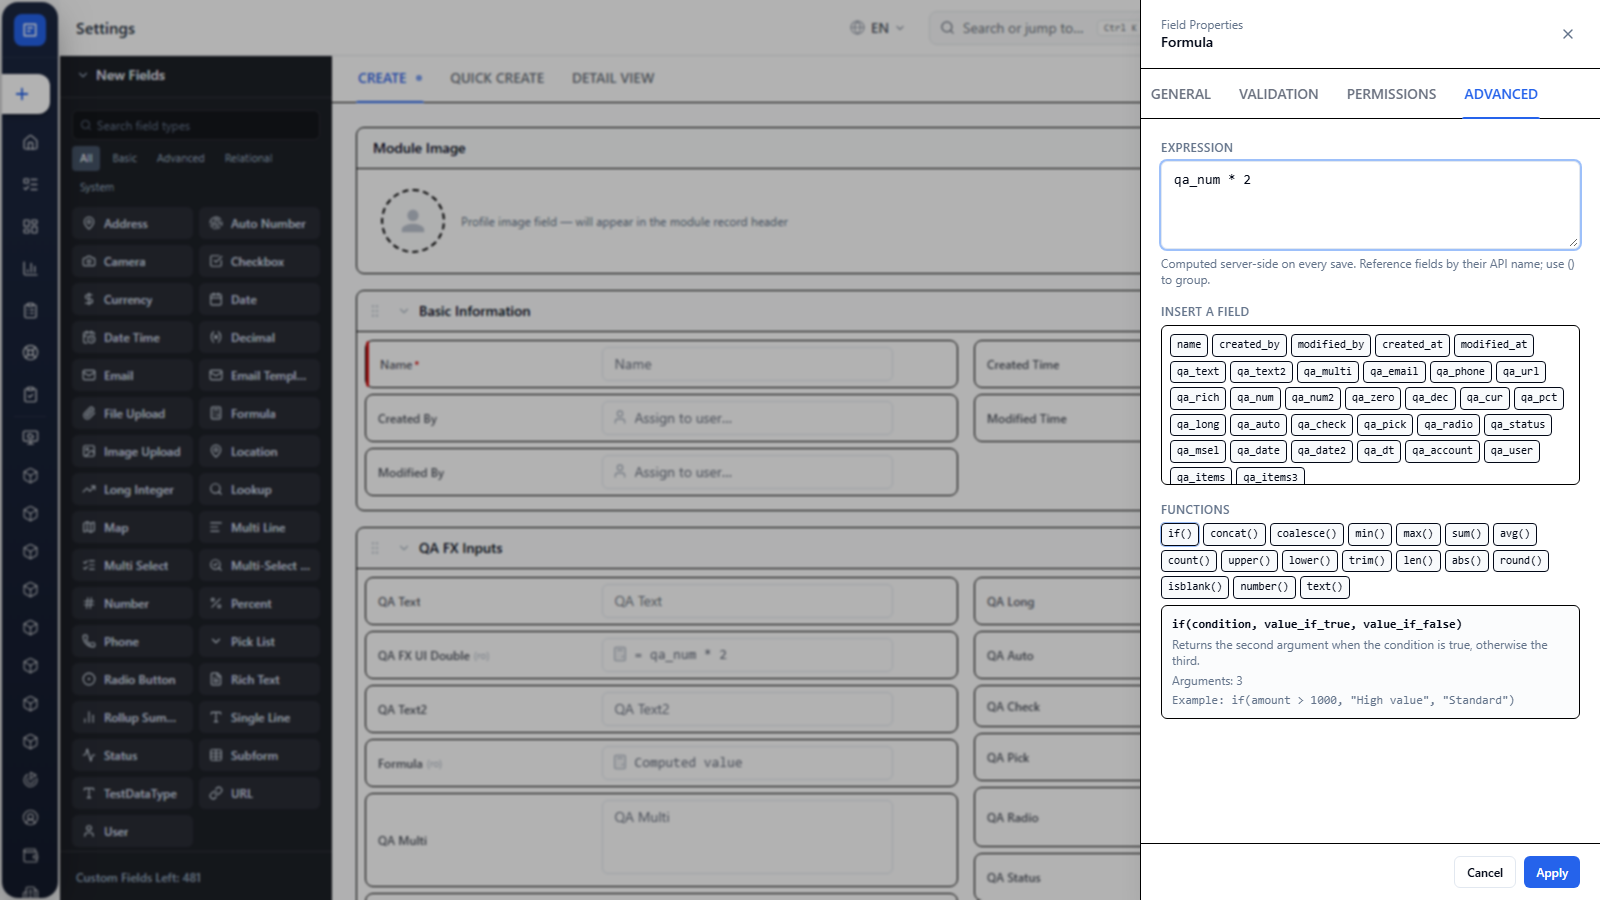 Settings
EN
Search or jump to...
Ctrl K
New Fields
Search field types
All
Basic
Advanced
Relational
System
Address
Auto Number
Camera
Checkbox
Currency
Date
Date Time
Decimal
Email
Email Templ...
File Upload
Formula
Image Upload
Location
Long Integer
Lookup
Map
Multi Line
Multi Select
Multi-Select ...
Number
Percent
Phone
Pick List
Radio Button
Rich Text
Rollup Sum...
Single Line
Status
Subform
TestDataType
URL
User
Custom Fields Left: 481
CREATE
QUICK CREATE
DETAIL VIEW
Module Image
Profile image field — will appear in the module record header
Basic Information
Name*
Name
Created Time
Created By
Assign to user...
Modified Time
Modified By
Assign to user...
QA FX Inputs
QA Text
QA Text
QA Long
QA FX UI Double
= qa_num * 2
QA Auto
QA Text2
QA Text2
QA Check
Formula
Computed value
QA Pick
QA Multi
QA Multi
QA Radio
QA Status
Field Properties
Formula
GENERAL
VALIDATION
PERMISSIONS
ADVANCED
EXPRESSION
qa_num * 2
Computed server-side on every save. Reference fields by their API name; use ()
to group.
INSERT A FIELD
name created_by modified_by created_at modified_at
qa_text qa_text2 qa_multi qa_email qa_phone qa_url
qa_rich qa_num qa_num2 qa_zero qa_dec qa_cur qa_pct
qa_long qa_auto qa_check qa_pick qa_radio qa_status
qa_msel qa_date qa_date2 qa_dt qa_account qa_user
qa_items qa_items3
FUNCTIONS
if() concat() coalesce() min() max() sum() avg()
count() upper() lower() trim() len() abs() round()
isblank() number() text()
if(condition, value_if_true, value_if_false)
Returns the second argument when the condition is true, otherwise the
third.
Arguments: 3
Example: if(amount > 1000, "High value", "Standard")
Cancel
Apply